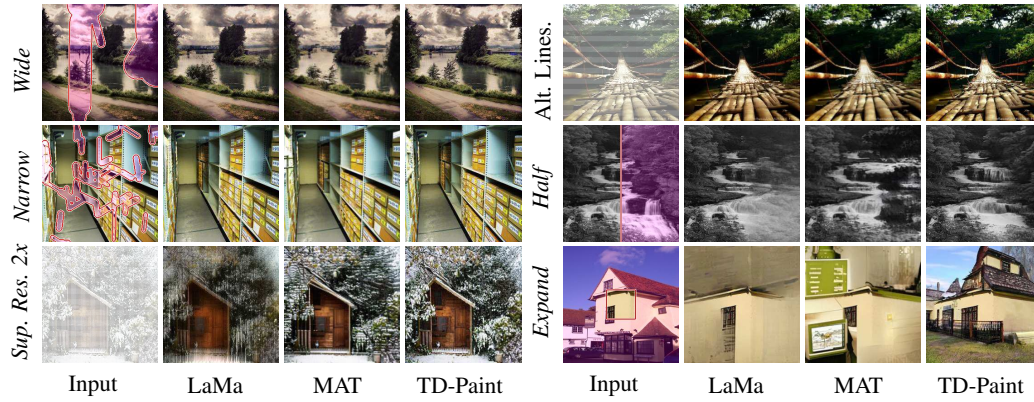 Wide
Alt. Lines.
Narrow
Half
Sup. Res. 2x
Expand
Input LaMa MAT TD-Paint Input LaMa MAT TD-Paint